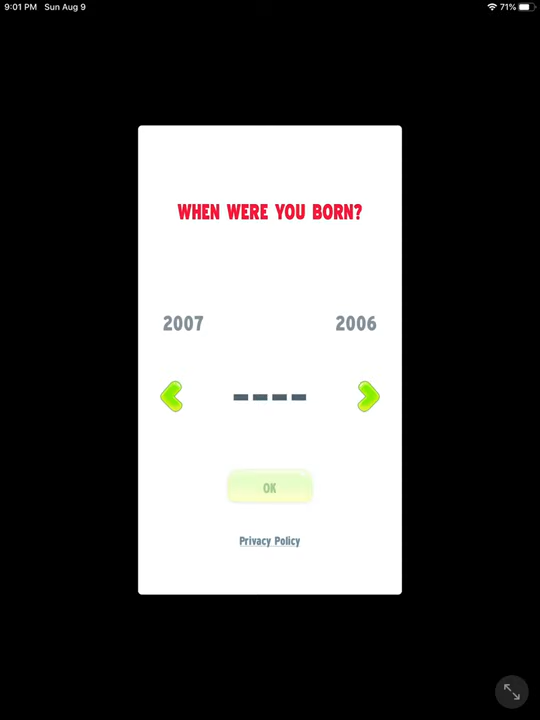 9:01 PM Sun Aug 9 71%
WHEN WERE YOU BORN?
2007 2006
OK
Privacy Policy